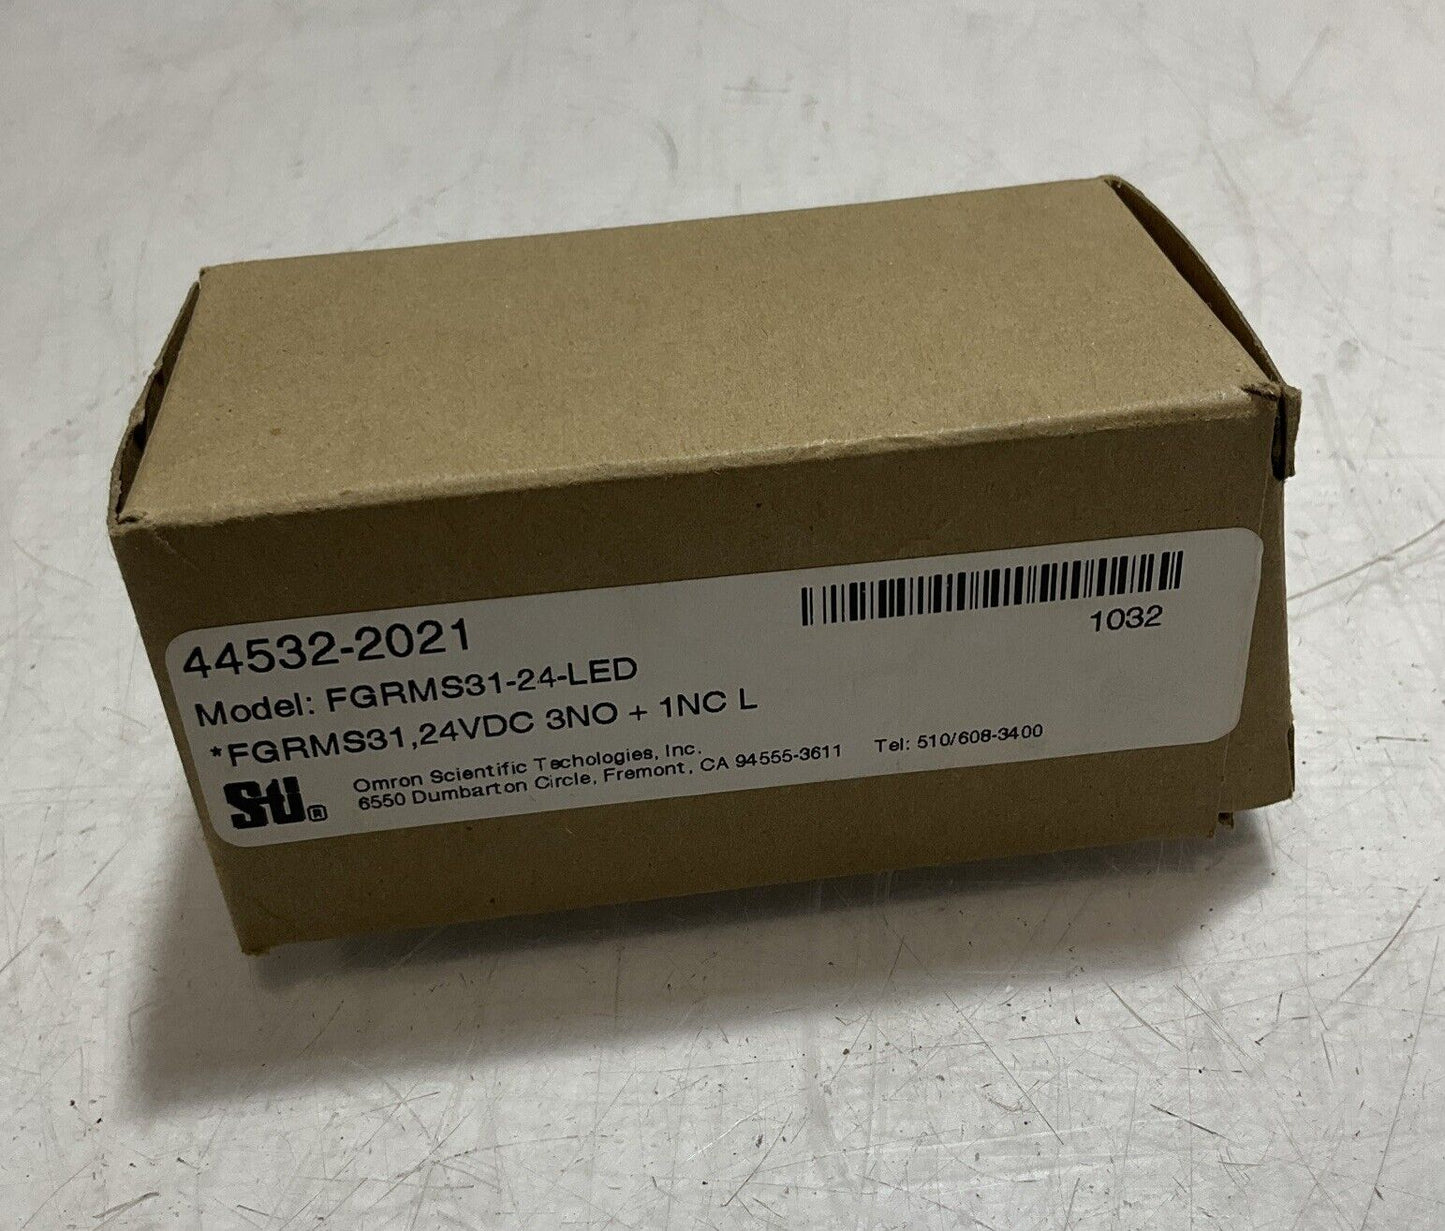 44532-2021
1032
Model: FGRMS31-24-LED
*FGRMS31,24VDC 3NO + 1NC L
STI®
Omron Scientific Techologies, Inc.
6550 Dumbarton Circle, Fremont, CA 94555-3611 Tel: 510/608-3400